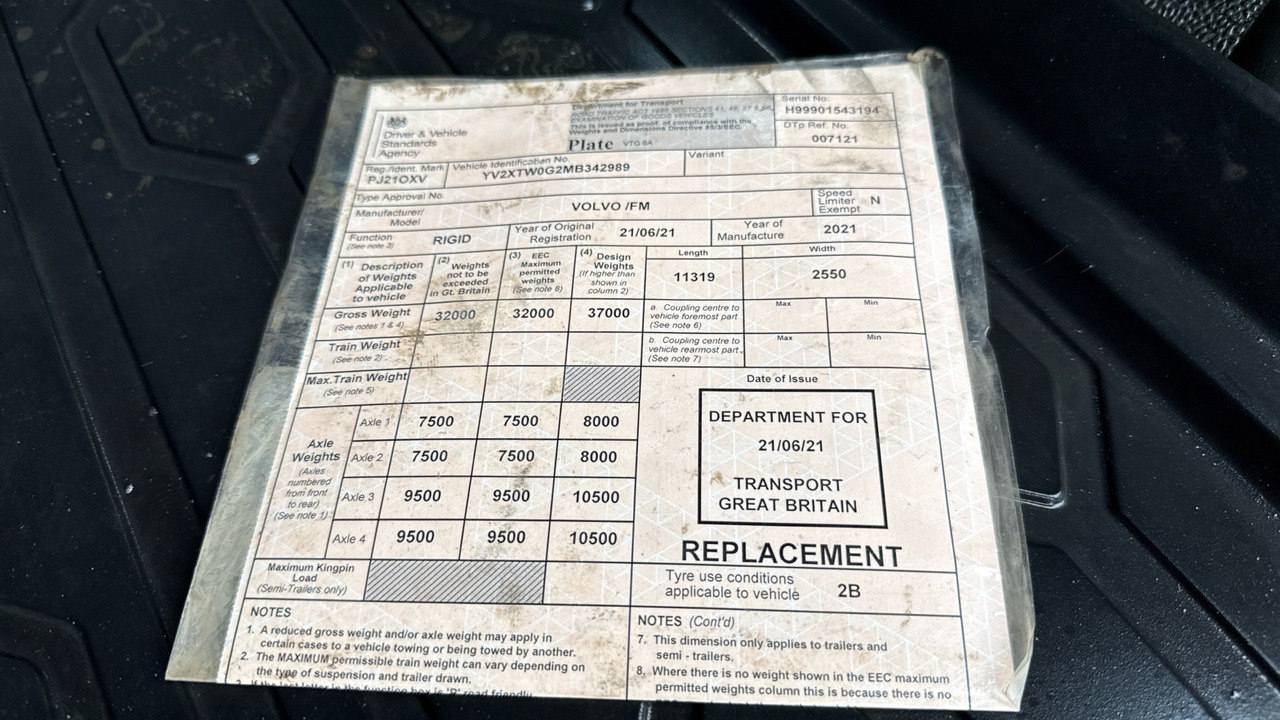 Driver & Vehicle
Standards
Agency
Department for Transport
ROAD TRAFFIC ACT 1988 SECTIONS 41, 49, 57 & 58,
EXAMINATION OF GOODS VEHICLES
This is issued as proof of compliance with the
Weights and Dimensions Directive 85/3/EEC
Plate VTG 6A
Serial No.
H99901543194
DTp Ref. No.
007121
Reg./Ident. Mark
PJ21OXV
Vehicle Identification No.
YV2XTW0G2MB342989
Variant
Type Approval No.
Manufacturer/
Model
VOLVO /FM
Speed
Limiter
Exempt
N
Function
(See note 3)
RIGID
Year of Original
Registration
21/06/21
Year of
Manufacture
2021
(1) Description
of Weights
Applicable
to vehicle
(2) Weights
not to be
exceeded
in Gt. Britain
(3) EEC
Maximum
permitted
weights
(See note 8)
(4) Design
Weights
(If higher than
shown in
column 2)
Length
11319
Width
2550
Gross Weight
(See notes 1 & 4)
32000
32000
37000
a Coupling centre to
vehicle foremost part
(See note 6)
Max
Min
Train Weight
(See note 2)
b Coupling centre to
vehicle rearmost part
(See note 7)
Max
Min
Max.Train Weight
(See note 5)
Axle
Weights
(Axles
numbered
from front
to rear)
(See note 1)
Axle 1
7500
7500
8000
Axle 2
7500
7500
8000
Axle 3
9500
9500
10500
Axle 4
9500
9500
10500
Date of Issue
DEPARTMENT FOR
21/06/21
TRANSPORT
GREAT BRITAIN
REPLACEMENT
Maximum Kingpin
Load
(Semi-Trailers only)
Tyre use conditions
applicable to vehicle
2B
NOTES
1. A reduced gross weight and/or axle weight may apply in
certain cases to a vehicle towing or being towed by another.
2. The MAXIMUM permissible train weight can vary depending on
the type of suspension and trailer drawn.
3. If the last letter in the function box is 'R' road friendly
NOTES (Cont'd)
7. This dimension only applies to trailers and
semi - trailers.
8. Where there is no weight shown in the EEC maximum
permitted weights column this is because there is no